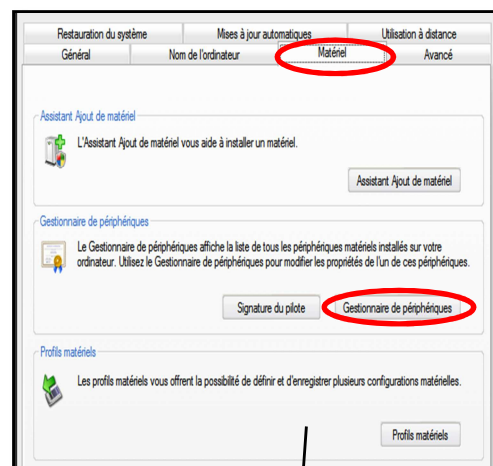 Restauration du système Mises à jour automatiques Utilisation à distance
Général Nom de l'ordinateur Matériel Avancé
Assistant Ajout de matériel
L'Assistant Ajout de matériel vous aide à installer un matériel.
Assistant Ajout de matériel
Gestionnaire de périphériques
Le Gestionnaire de périphériques affiche la liste de tous les périphériques matériels installés sur votre
ordinateur. Utilisez le Gestionnaire de périphériques pour modifier les propriétés de l'un de ces périphériques.
Signature du pilote Gestionnaire de périphériques
Profils matériels
Les profils matériels vous offrent la possibilité de définir et d'enregistrer plusieurs configurations matérielles.
Profils matériels